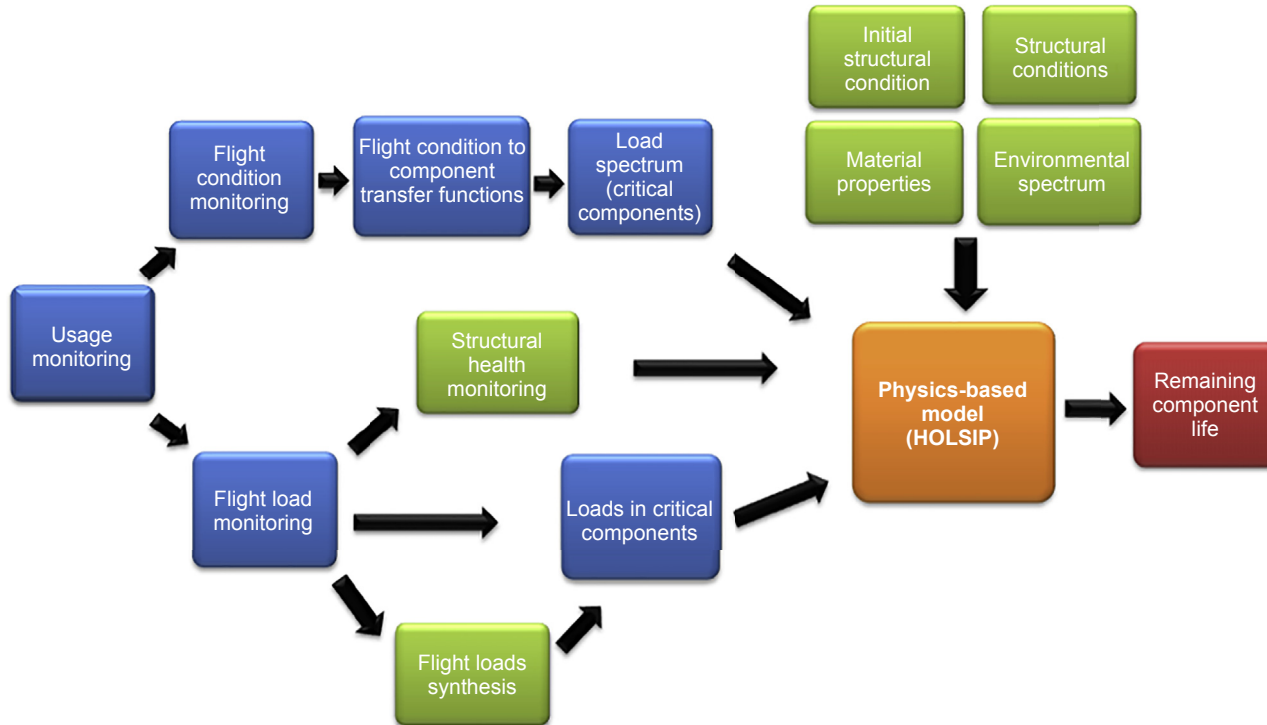 Initial
structural
condition
Structural
conditions
Material
properties
Environmental
spectrum
Flight
condition
monitoring
Flight condition to
component
transfer functions
Load
spectrum
(critical
components)
Usage
monitoring
Structural
health
monitoring
Physics-based
model
(HOLSIP)
Remaining
component
life
Flight load
monitoring
Loads in critical
components
Flight loads
synthesis